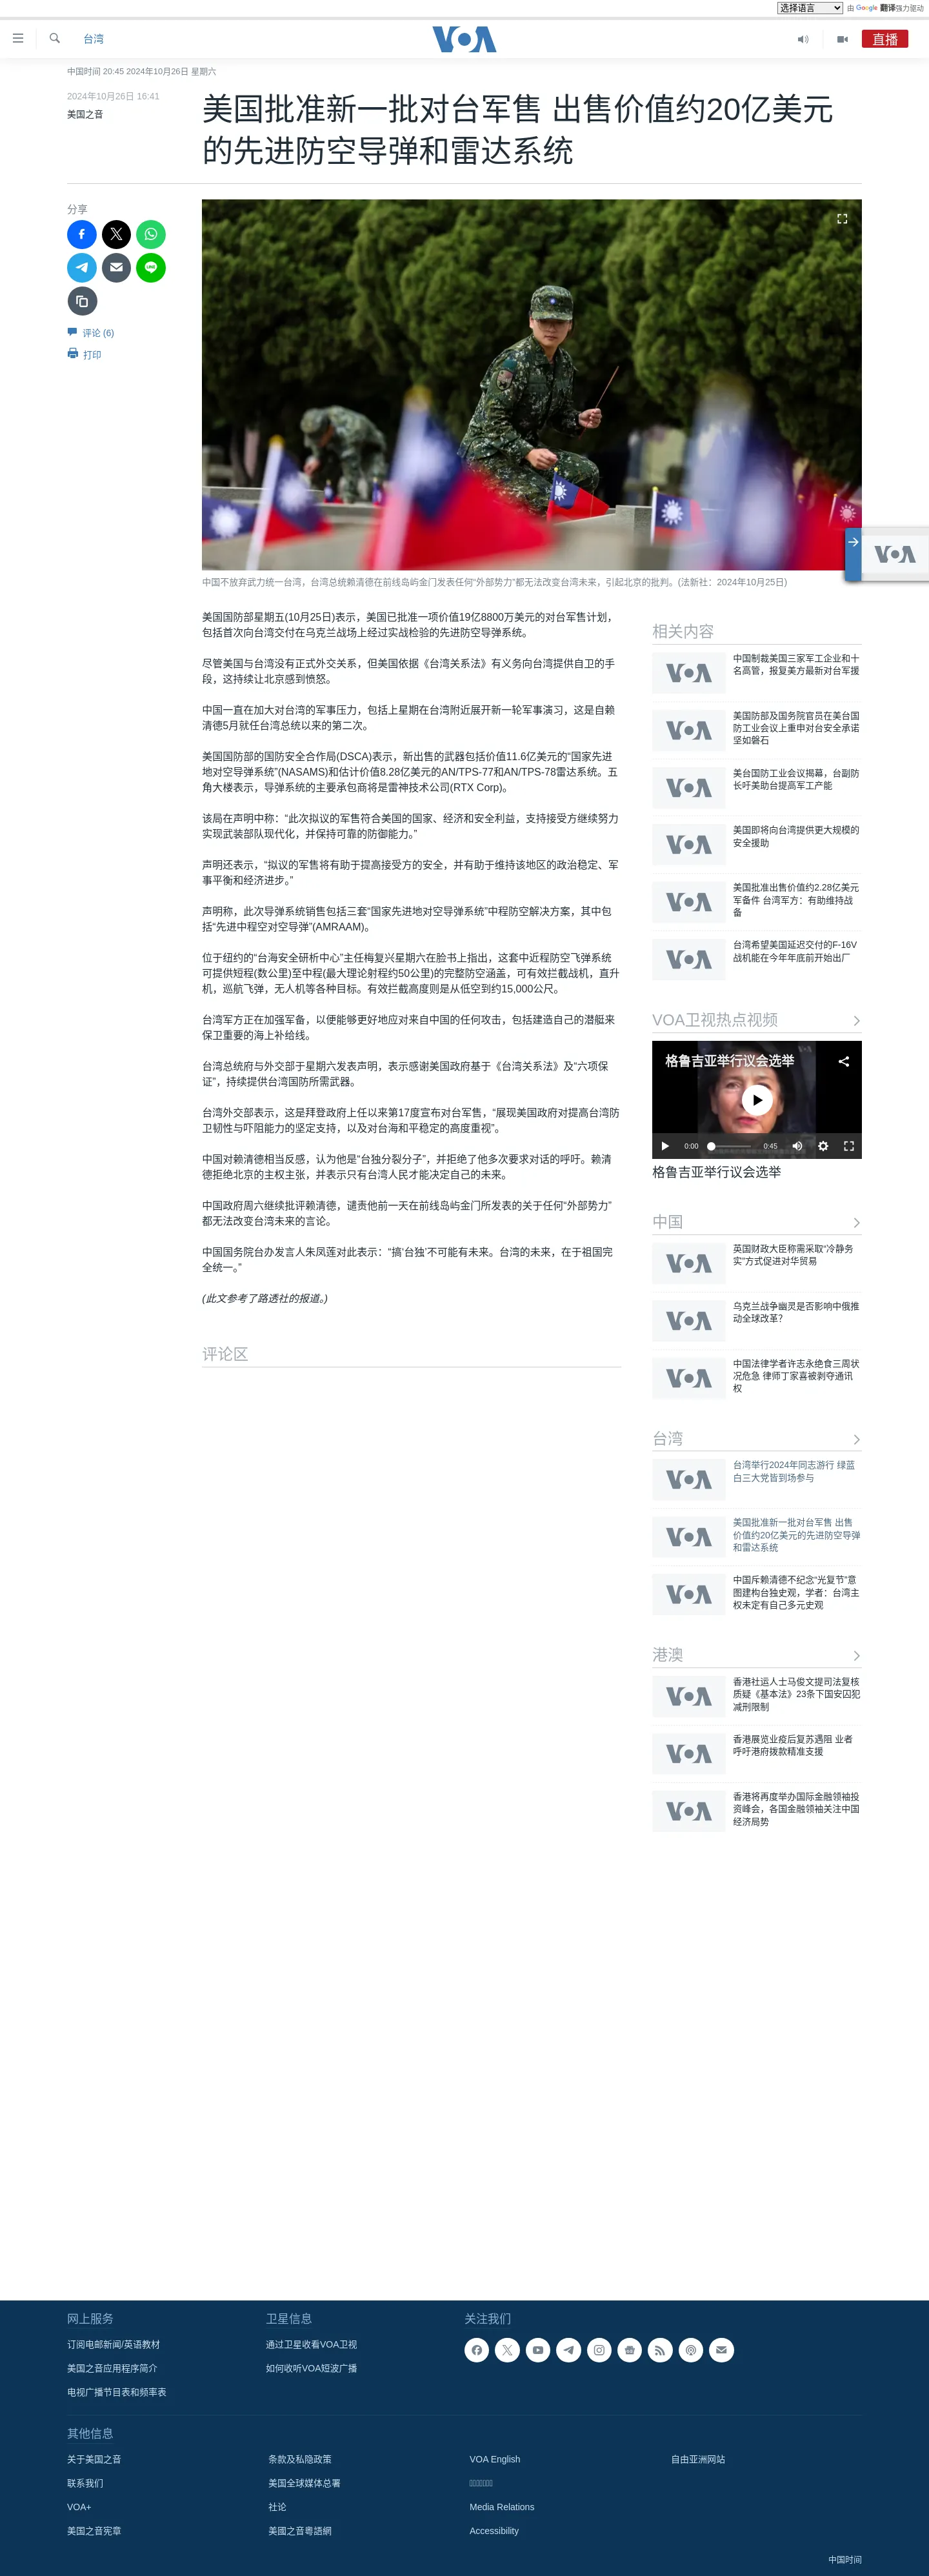 选择语言
由 Google 翻译强力驱动
台湾
VOA
直播
中国时间 20:45 2024年10月26日 星期六
2024年10月26日 16:41
美国之音
美国批准新一批对台军售 出售价值约20亿美元
的先进防空导弹和雷达系统
分享
评论 (6)
打印
中国不放弃武力统一台湾，台湾总统赖清德在前线岛屿金门发表任何“外部势力”都无法改变台湾未来，引起北京的批判。(法新社：2024年10月25日)
VOA
美国国防部星期五(10月25日)表示，美国已批准一项价值19亿8800万美元的对台军售计划，
包括首次向台湾交付在乌克兰战场上经过实战检验的先进防空导弹系统。
尽管美国与台湾没有正式外交关系，但美国依据《台湾关系法》有义务向台湾提供自卫的手
段，这持续让北京感到愤怒。
中国一直在加大对台湾的军事压力，包括上星期在台湾附近展开新一轮军事演习，这是自赖
清德5月就任台湾总统以来的第二次。
美国国防部的国防安全合作局(DSCA)表示，新出售的武器包括价值11.6亿美元的“国家先进
地对空导弹系统”(NASAMS)和估计价值8.28亿美元的AN/TPS-77和AN/TPS-78雷达系统。五
角大楼表示，导弹系统的主要承包商将是雷神技术公司(RTX Corp)。
该局在声明中称：“此次拟议的军售符合美国的国家、经济和安全利益，支持接受方继续努力
实现武装部队现代化，并保持可靠的防御能力。”
声明还表示，“拟议的军售将有助于提高接受方的安全，并有助于维持该地区的政治稳定、军
事平衡和经济进步。”
声明称，此次导弹系统销售包括三套“国家先进地对空导弹系统”中程防空解决方案，其中包
括“先进中程空对空导弹”(AMRAAM)。
位于纽约的“台海安全研析中心”主任梅复兴星期六在脸书上指出，这套中近程防空飞弹系统
可提供短程(数公里)至中程(最大理论射程约50公里)的完整防空涵盖，可有效拦截战机，直升
机，巡航飞弹，无人机等各种目标。有效拦截高度则是从低空到约15,000公尺。
台湾军方正在加强军备，以便能够更好地应对来自中国的任何攻击，包括建造自己的潜艇来
保卫重要的海上补给线。
台湾总统府与外交部于星期六发表声明，表示感谢美国政府基于《台湾关系法》及“六项保
证”，持续提供台湾国防所需武器。
台湾外交部表示，这是拜登政府上任以来第17度宣布对台军售，“展现美国政府对提高台湾防
卫韧性与吓阻能力的坚定支持，以及对台海和平稳定的高度重视”。
中国对赖清德相当反感，认为他是“台独分裂分子”，并拒绝了他多次要求对话的呼吁。赖清
德拒绝北京的主权主张，并表示只有台湾人民才能决定自己的未来。
中国政府周六继续批评赖清德，谴责他前一天在前线岛屿金门所发表的关于任何“外部势力”
都无法改变台湾未来的言论。
中国国务院台办发言人朱凤莲对此表示：“搞‘台独’不可能有未来。台湾的未来，在于祖国完
全统一。”
(此文参考了路透社的报道。)
评论区
相关内容
VOA
中国制裁美国三家军工企业和十
名高管，报复美方最新对台军援
VOA
美国防部及国务院官员在美台国
防工业会议上重申对台安全承诺
坚如磐石
VOA
美台国防工业会议揭幕，台副防
长吁美助台提高军工产能
VOA
美国即将向台湾提供更大规模的
安全援助
VOA
美国批准出售价值约2.28亿美元
军备件 台湾军方：有助维持战
备
VOA
台湾希望美国延迟交付的F-16V
战机能在今年年底前开始出厂
VOA卫视热点视频
格鲁吉亚举行议会选举
0:00
0:45
格鲁吉亚举行议会选举
中国
VOA
英国财政大臣称需采取“冷静务
实”方式促进对华贸易
VOA
乌克兰战争幽灵是否影响中俄推
动全球改革？
VOA
中国法律学者许志永绝食三周状
况危急 律师丁家喜被剥夺通讯
权
台湾
VOA
台湾举行2024年同志游行 绿蓝
白三大党皆到场参与
VOA
美国批准新一批对台军售 出售
价值约20亿美元的先进防空导弹
和雷达系统
VOA
中国斥赖清德不纪念“光复节”意
图建构台独史观，学者：台湾主
权未定有自己多元史观
港澳
VOA
香港社运人士马俊文提司法复核
质疑《基本法》23条下国安囚犯
减刑限制
VOA
香港展览业疫后复苏遇阻 业者
呼吁港府拨款精准支援
VOA
香港将再度举办国际金融领袖投
资峰会，各国金融领袖关注中国
经济局势
网上服务
订阅电邮新闻/英语教材
美国之音应用程序简介
电视广播节目表和频率表
卫星信息
通过卫星收看VOA卫视
如何收听VOA短波广播
关注我们
其他信息
关于美国之音
联系我们
VOA+
美国之音宪章
条款及私隐政策
美国全球媒体总署
社论
美國之音粵語網
VOA English
Media Relations
Accessibility
自由亚洲网站
中国时间